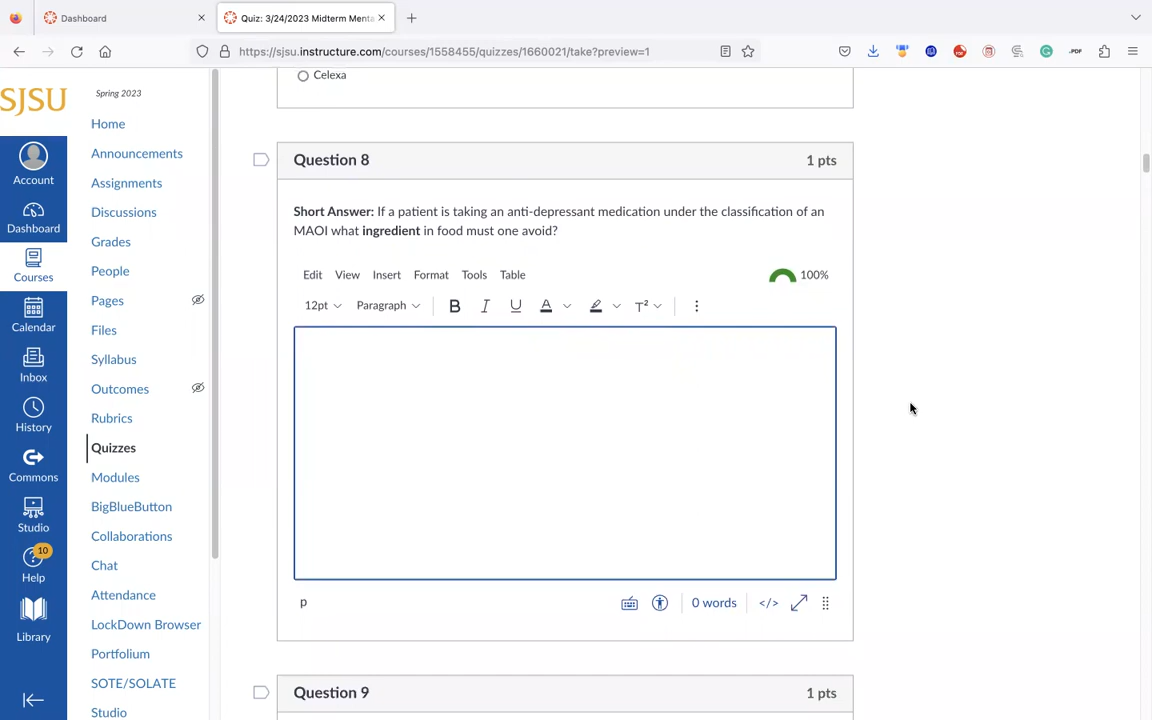 Dashboard
Quiz: 3/24/2023 Midterm Menta
https://sjsu.instructure.com/courses/1558455/quizzes/1660021/take?preview=1
PDF
SJSU
Account
Dashboard
Courses
Calendar
Inbox
History
Commons
Studio
10
Help
Library
Spring 2023
Home
Announcements
Assignments
Discussions
Grades
People
Pages
Files
Syllabus
Outcomes
Rubrics
Quizzes
Modules
BigBlueButton
Collaborations
Chat
Attendance
LockDown Browser
Portfolium
SOTE/SOLATE
Studio
Celexa
Question 8
1 pts
Short Answer: If a patient is taking an anti-depressant medication under the classification of an
MAOI what ingredient in food must one avoid?
Edit View Insert Format Tools Table
100%
12pt Paragraph B I U A T²
p
0 words </>
Question 9
1 pts